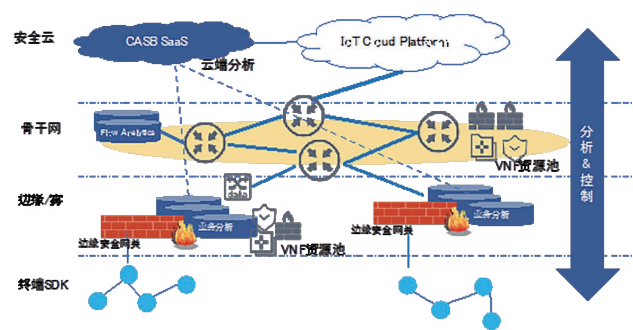 安全云
CASB SaaS
IoT Cloud Platform
云端分析
骨干网
Flow Analytics
VNF资源池
分析&控制
边缘/雾
data
业务分析
业务分析
边缘安全网关
边缘安全网关
VNF资源池
终端SDK